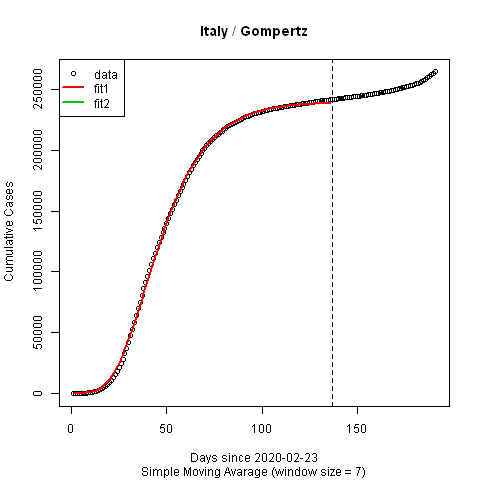 Italy / Gompertz
data
fit1
fit2
Cumulative Cases
250000
200000
150000
100000
50000
0
0 50 100 150
Days since 2020-02-23
Simple Moving Avarage (window size = 7)